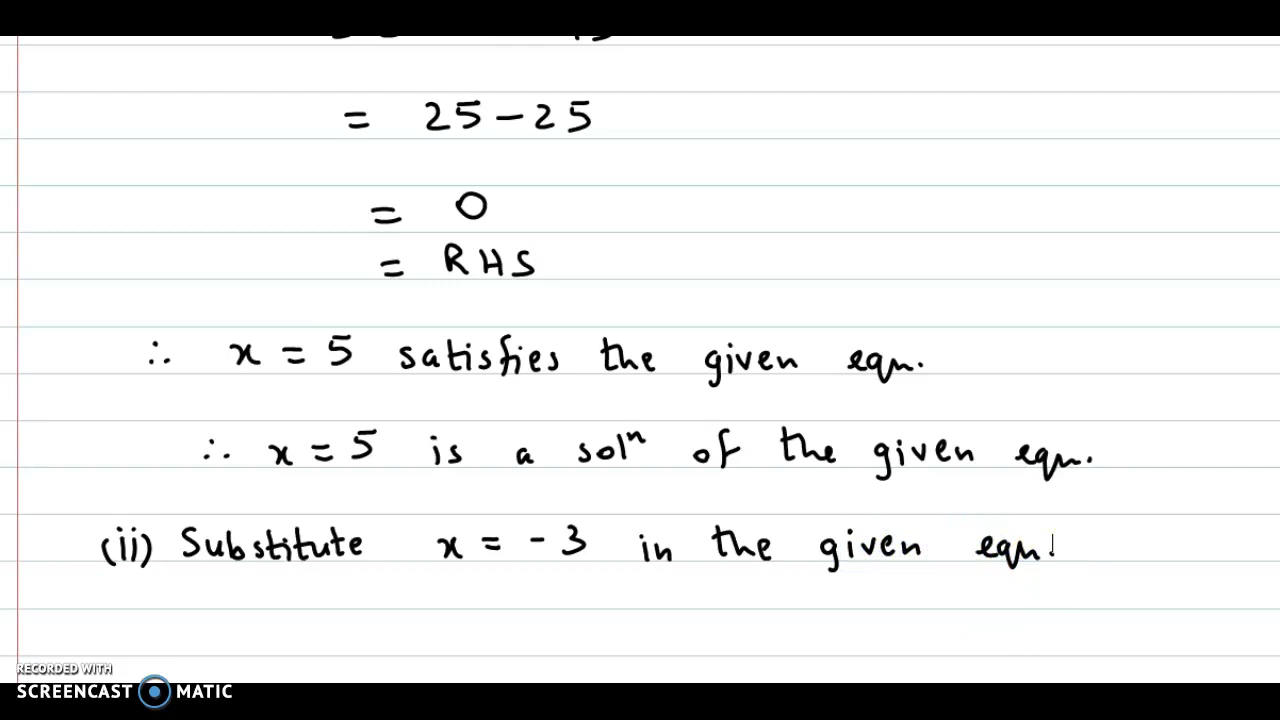 = 25 - 25
= 0
= RHS
∴ x = 5 satisfies the given eqn.
∴ x = 5 is a solⁿ of the given eqn.
(ii) Substitute x = -3 in the given eqn
RECORDED WITH
SCREENCAST MATIC